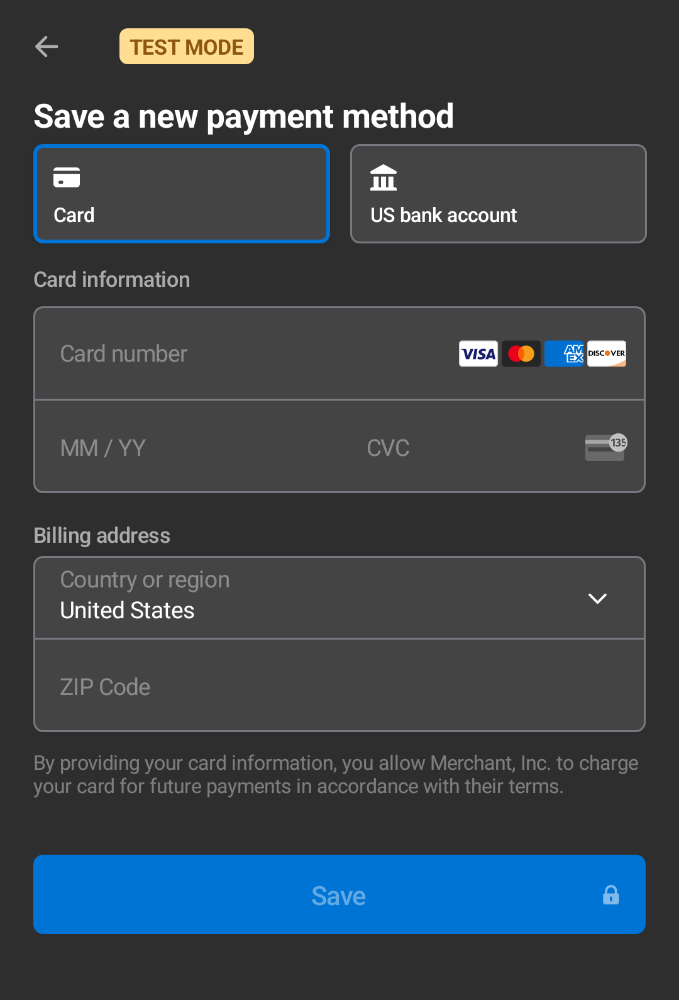 TEST MODE
Save a new payment method
Card
US bank account
Card information
Card number
VISA
AM
EX
DISCOVER
MM / YY
CVC
135
Billing address
Country or region
United States
ZIP Code
By providing your card information, you allow Merchant, Inc. to charge
your card for future payments in accordance with their terms.
Save